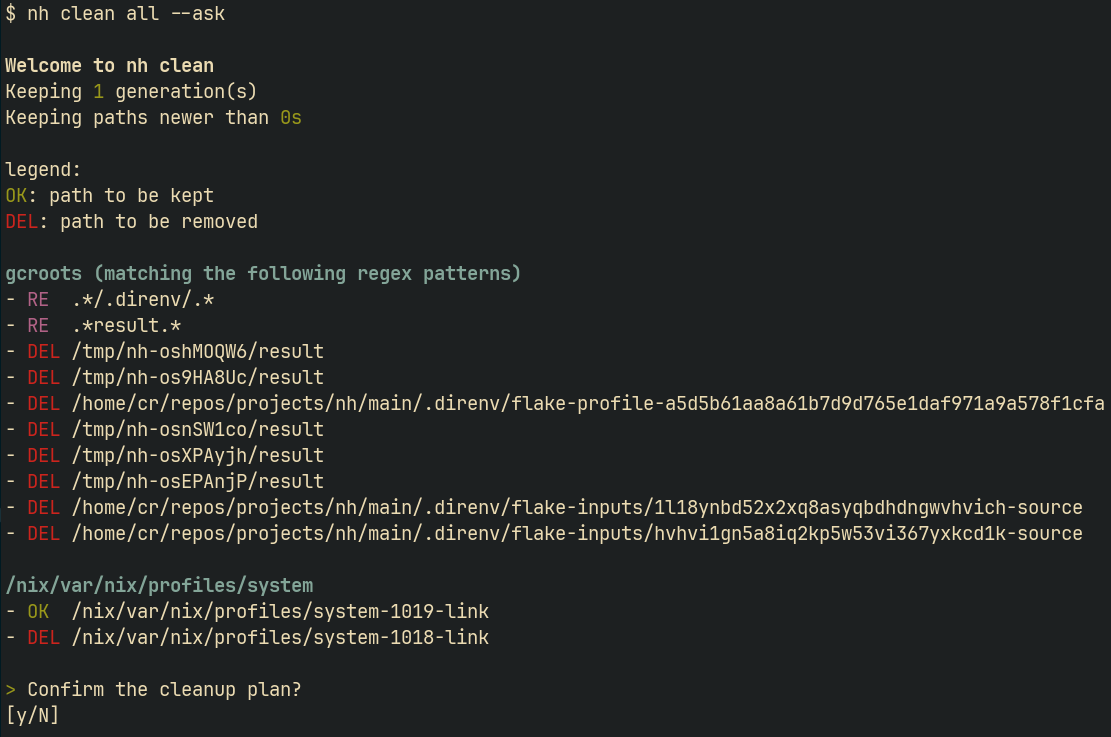 $ nh clean all --ask
Welcome to nh clean
Keeping 1 generation(s)
Keeping paths newer than 0s
legend:
OK: path to be kept
DEL: path to be removed
gcroots (matching the following regex patterns)
- RE  .*/.direnv/.*
- RE  .*result.*
- DEL /tmp/nh-oshMOQW6/result
- DEL /tmp/nh-os9HA8Uc/result
- DEL /home/cr/repos/projects/nh/main/.direnv/flake-profile-a5d5b61aa8a61b7d9d765e1daf971a9a578f1cfa
- DEL /tmp/nh-osnSW1co/result
- DEL /tmp/nh-osXPAyjh/result
- DEL /tmp/nh-osEPAnjP/result
- DEL /home/cr/repos/projects/nh/main/.direnv/flake-inputs/1l18ynbd52x2xq8asyqbdhdngwvhvich-source
- DEL /home/cr/repos/projects/nh/main/.direnv/flake-inputs/hvhvi1gn5a8iq2kp5w53vi367yxkcd1k-source
/nix/var/nix/profiles/system
- OK  /nix/var/nix/profiles/system-1019-link
- DEL /nix/var/nix/profiles/system-1018-link
> Confirm the cleanup plan?
[y/N]